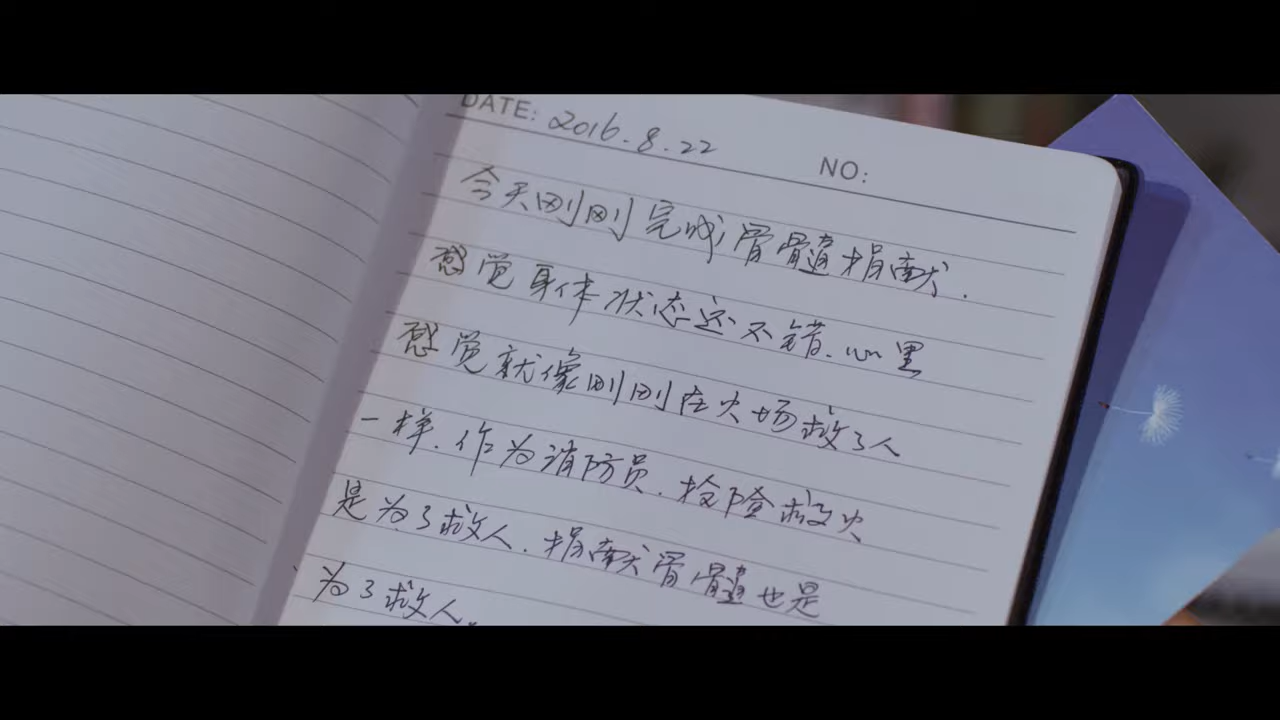 DATE: 2016.8.22
NO:
今天刚刚完成骨髓捐献.
感觉身体状态还不错.心里
感觉就像刚刚在火场救了人
一样.作为消防员.抢险救火
是为了救人.捐献骨髓也是
为了救人.